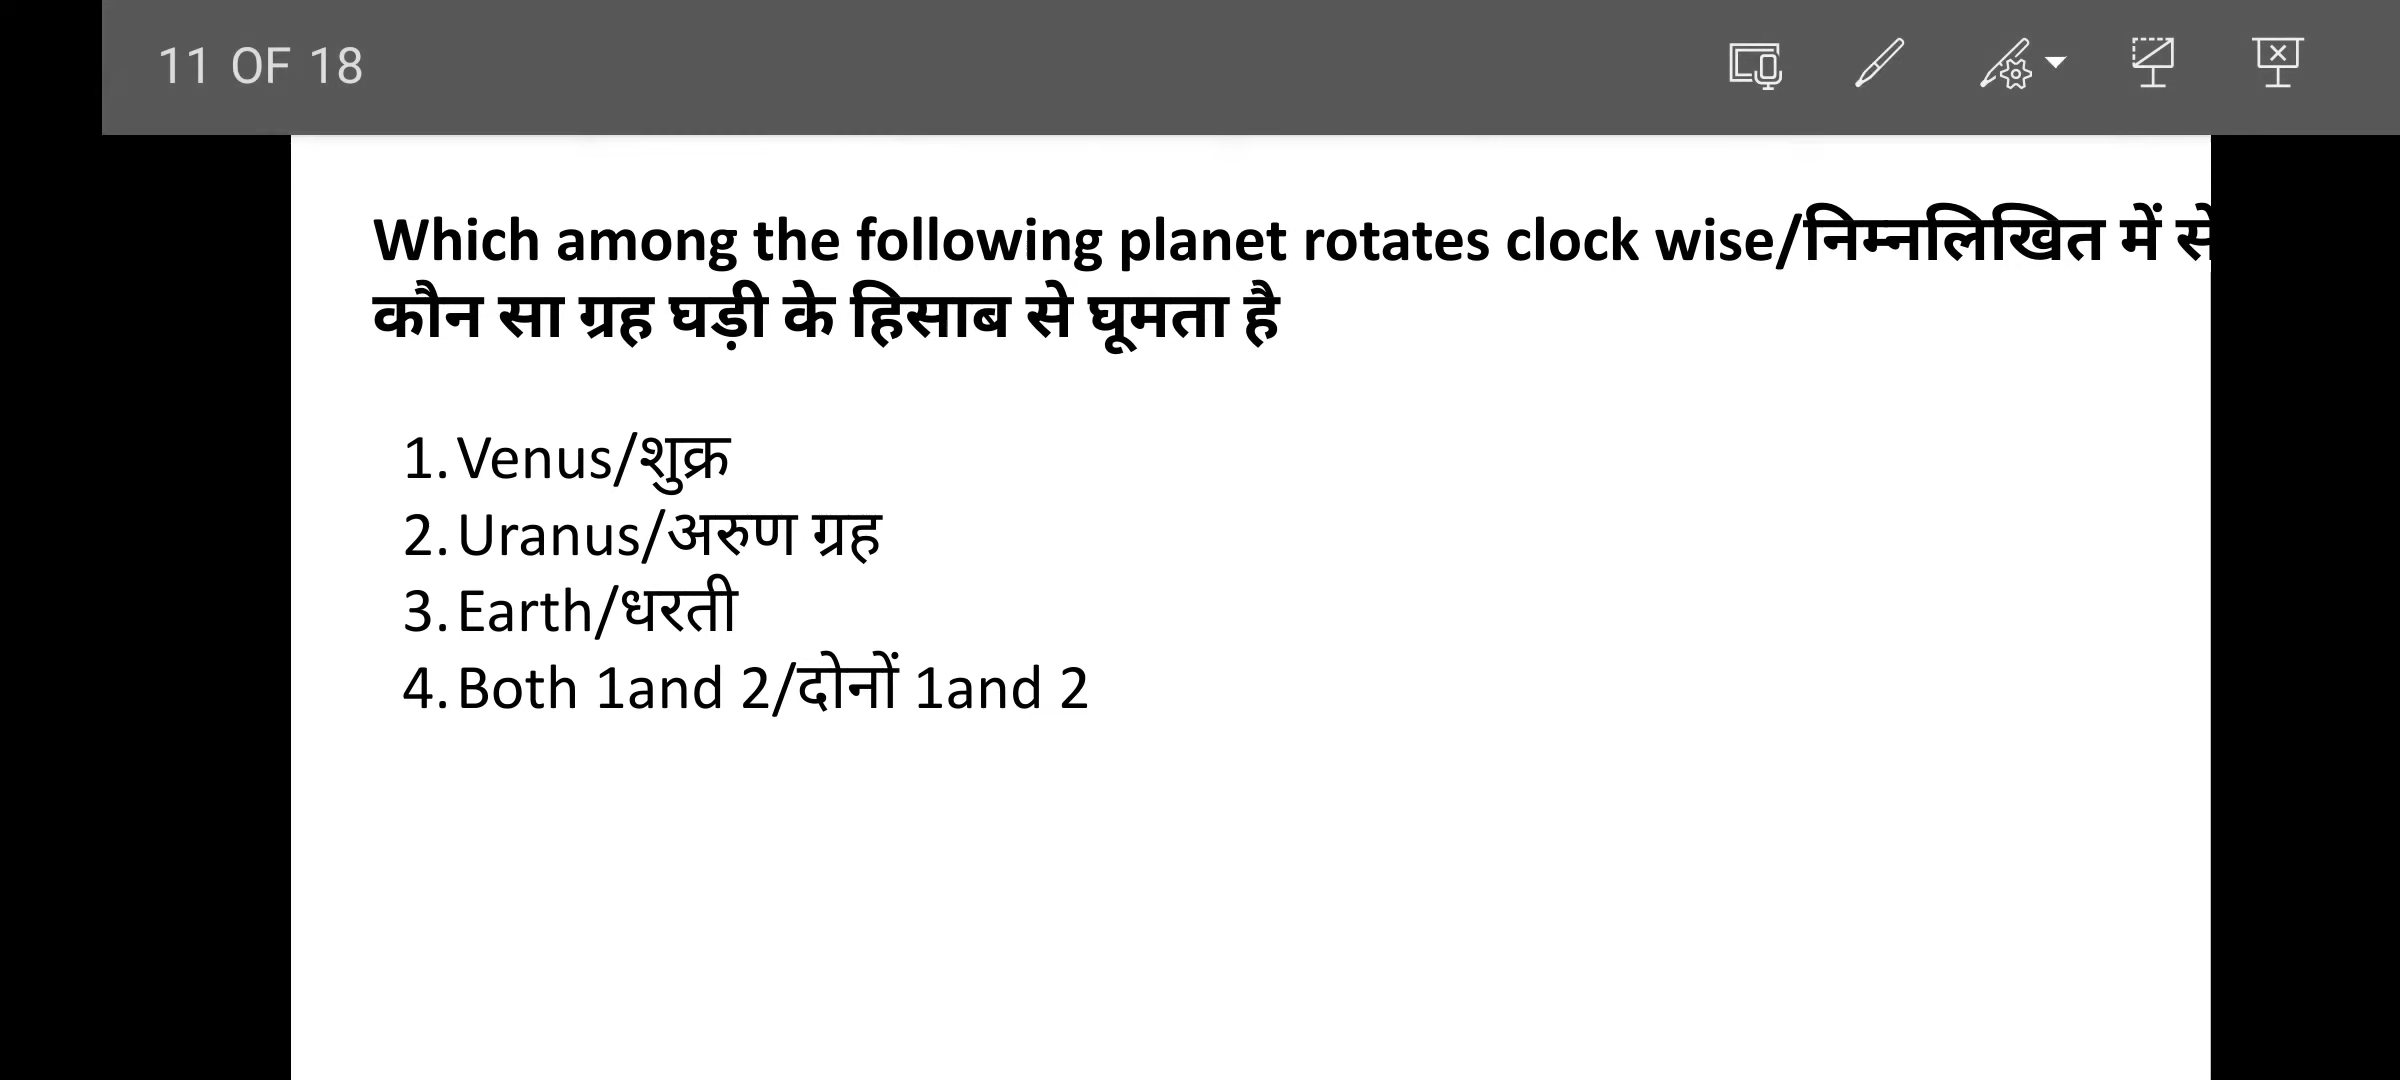 11 OF 18
Which among the following planet rotates clock wise/निम्नलिखित में से
कौन सा ग्रह घड़ी के हिसाब से घूमता है
1. Venus/शुक्र
2. Uranus/अरुण ग्रह
3. Earth/धरती
4. Both 1and 2/दोनों 1and 2